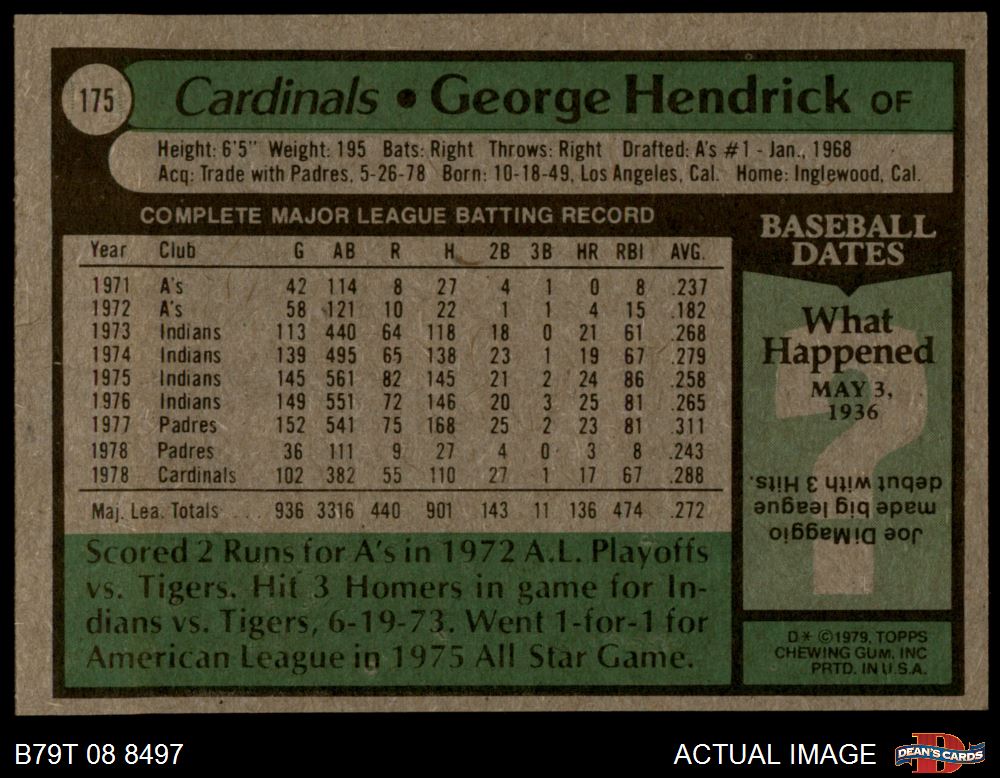 175
Cardinals • George Hendrick OF
Height: 6'5" Weight: 195 Bats: Right Throws: Right Drafted: A's #1 - Jan., 1968
Acq: Trade with Padres, 5-26-78 Born: 10-18-49, Los Angeles, Cal. Home: Inglewood, Cal.
COMPLETE MAJOR LEAGUE BATTING RECORD
Year Club G AB R H 2B 3B HR RBI AVG.
1971 A's 42 114 8 27 4 1 0 8 .237
1972 A's 58 121 10 22 1 1 4 15 .182
1973 Indians 113 440 64 118 18 0 21 61 .268
1974 Indians 139 495 65 138 23 1 19 67 .279
1975 Indians 145 561 82 145 21 2 24 86 .258
1976 Indians 149 551 72 146 20 3 25 81 .265
1977 Padres 152 541 75 168 25 2 23 81 .311
1978 Padres 36 111 9 27 4 0 3 8 .243
1978 Cardinals 102 382 55 110 27 1 17 67 .288
Maj. Lea. Totals ... 936 3316 440 901 143 11 136 474 .272
Scored 2 Runs for A's in 1972 A.L. Playoffs
vs. Tigers. Hit 3 Homers in game for In-
dians vs. Tigers, 6-19-73. Went 1-for-1 for
American League in 1975 All Star Game.
BASEBALL
DATES
What
Happened
MAY 3,
1936
Joe DiMaggio
made big league
debut with 3 Hits.
D* ©1979, TOPPS
CHEWING GUM, INC
PRTD. IN U.S.A.
B79T 08 8497
ACTUAL IMAGE
DEAN'S CARDS